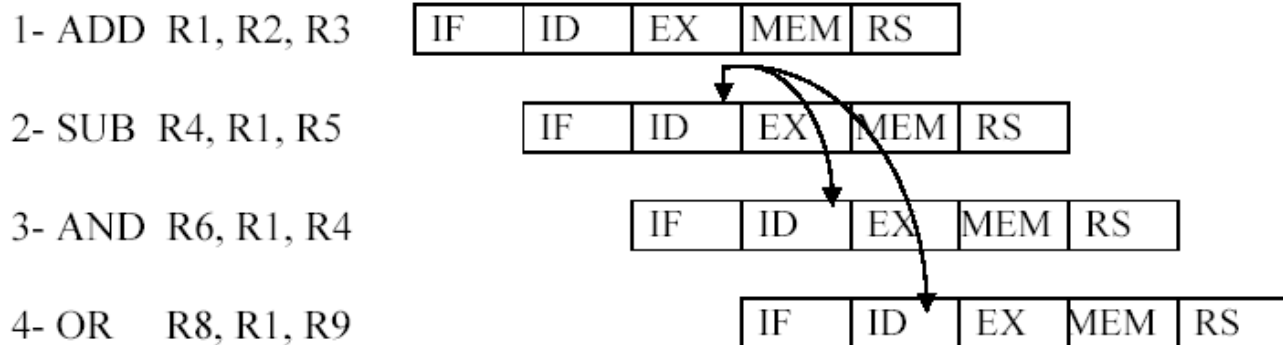 1- ADD R1, R2, R3 IF ID EX MEM RS
2- SUB R4, R1, R5 IF ID EX MEM RS
3- AND R6, R1, R4 IF ID EX MEM RS
4- OR R8, R1, R9 IF ID EX MEM RS